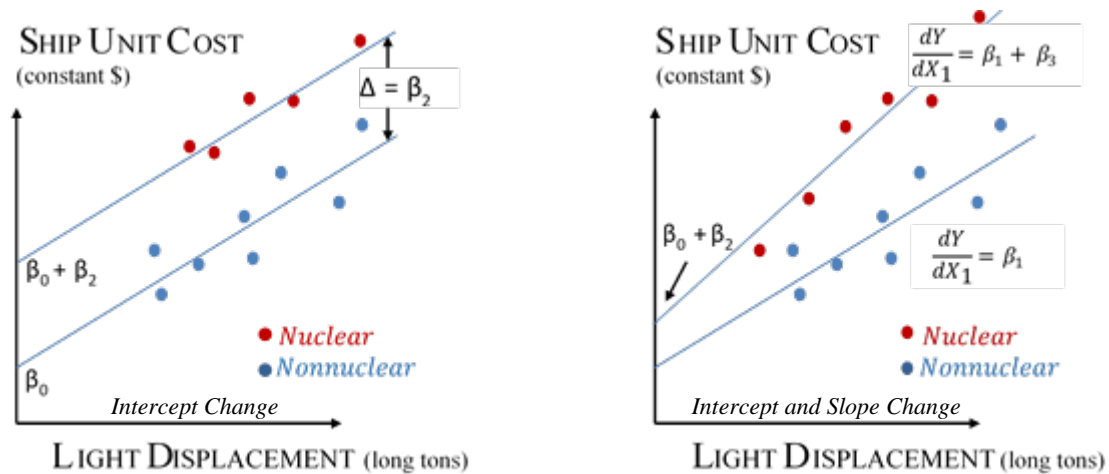 SHIP UNIT COST
(constant $)
Δ = β₂
β₀ + β₂
β₀
Nuclear
Nonnuclear
Intercept Change
LIGHT DISPLACEMENT (long tons)
SHIP UNIT COST
(constant $)
dY/dX₁ = β₁ + β₃
β₀ + β₂
dY/dX₁ = β₁
Nuclear
Nonnuclear
Intercept and Slope Change
LIGHT DISPLACEMENT (long tons)